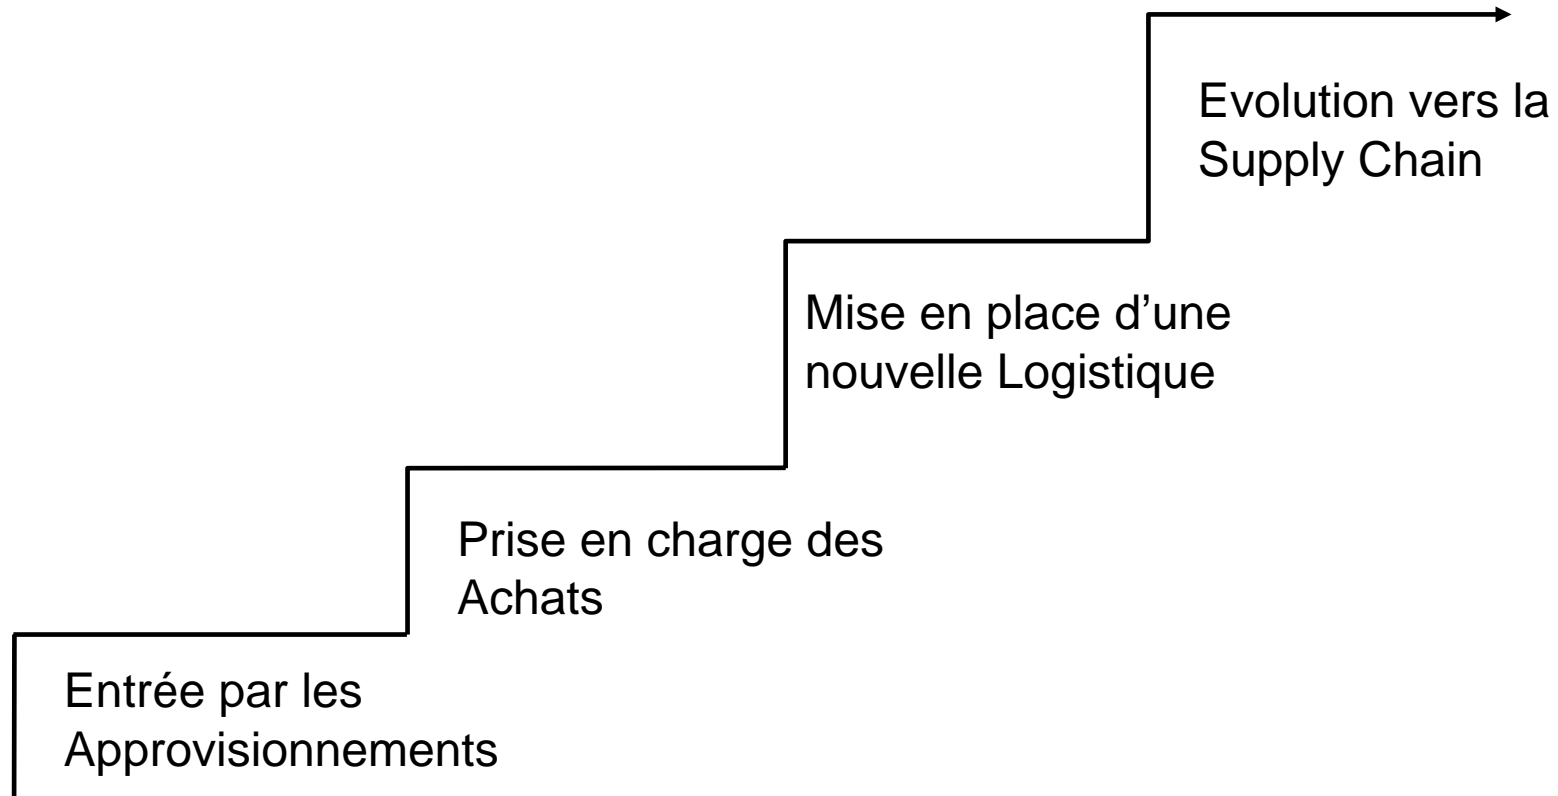 Evolution vers la
Supply Chain
Mise en place d’une
nouvelle Logistique
Prise en charge des
Achats
Entrée par les
Approvisionnements